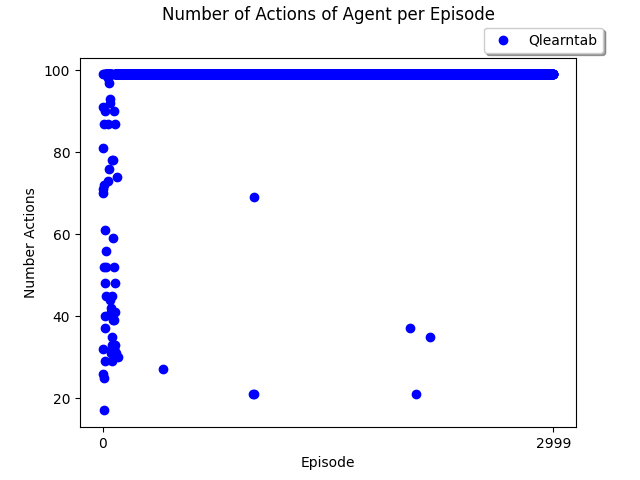 Number of Actions of Agent per Episode
Qlearntab
100
80
60
40
20
Number Actions
0
2999
Episode